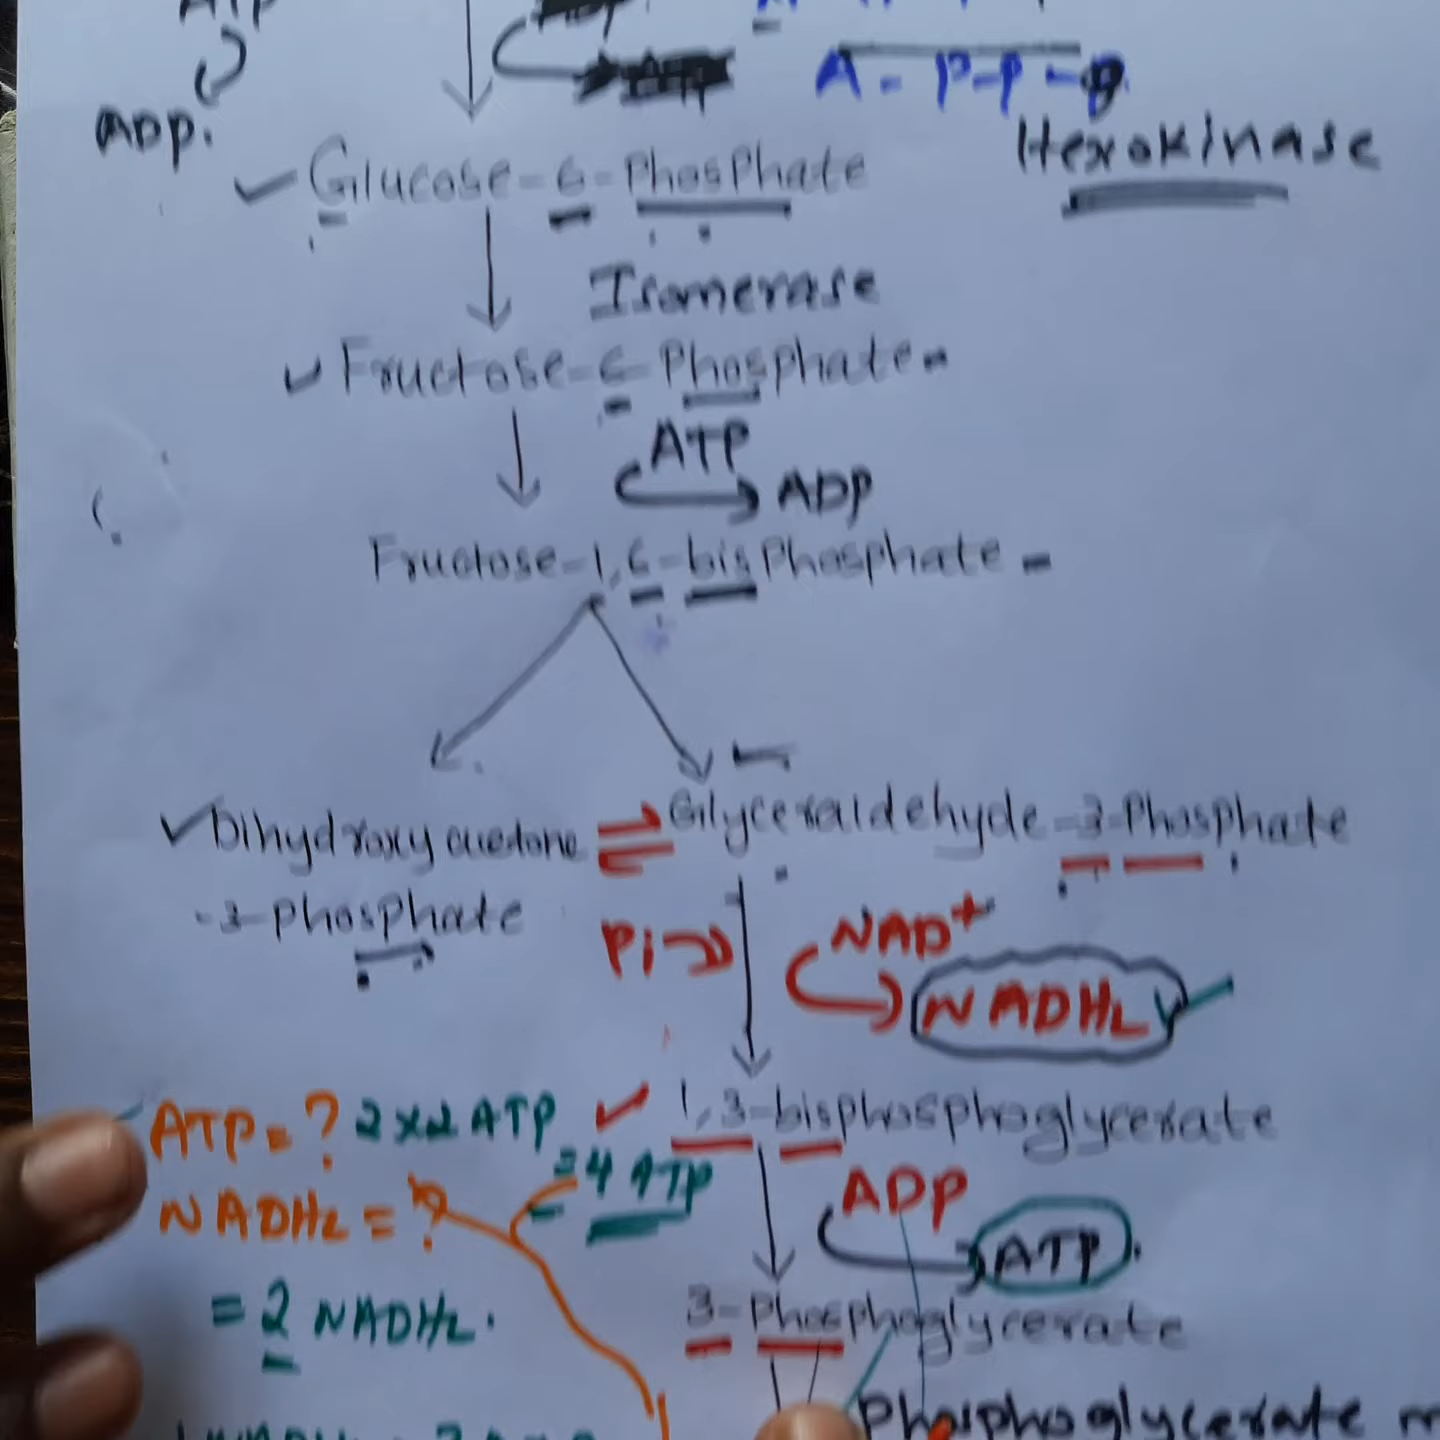 ATP
A-P-P-P
ADP.
Hexokinase
Glucose-6-Phosphate
Isomerase
Fructose-6-Phosphate
ATP
ADP
Fructose-1,6-bisPhosphate
Dihydroxyacetone
Glyceraldehyde-3-Phosphate
-3-phosphate
Pi
NAD+
NADH2
ATP=? 2x2 ATP
1,3-bisphosphoglycerate
=4 ATP
ADP
NADH2=?
ATP.
=2 NADH2.
3-Phosphoglycerate
Phosphoglycerate